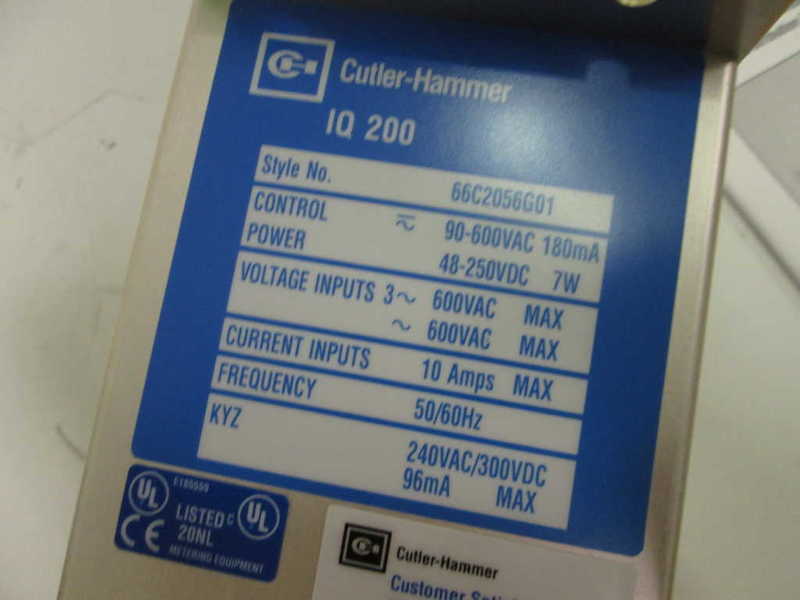 Cutler-Hammer
IQ 200
Style No. 66C2056G01
CONTROL ⎓ 90-600VAC 180mA
POWER ~ 48-250VDC 7W
VOLTAGE INPUTS 3~ 600VAC MAX
~ 600VAC MAX
CURRENT INPUTS 10 Amps MAX
FREQUENCY 50/60Hz
KYZ 240VAC/300VDC
96mA MAX
UL LISTED C UL
CE 20NL
METERING EQUIPMENT
Cutler-Hammer
Customer